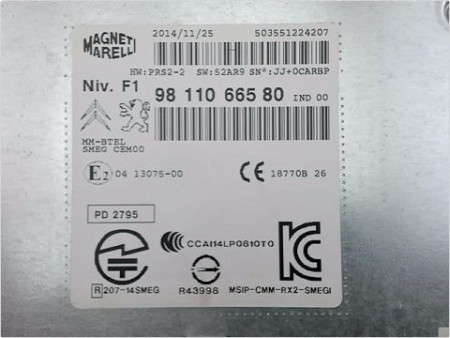 MAGNETI
MARELLI
2014/11/25 503551224207
HW:PRS2-2 SW:52AR9 SN°:JJ+0CARBP
Niv. F1
98 110 665 80 IND 00
MM-BTEL
SMEG CEM00
E2 04 13075-00
CE 18770B 26
PD 2795
CCAI14LP0810T0
R 207-14SMEG
R43998
MSIP-CMM-RX2-SMEGI